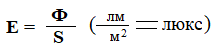 E = Ф/S (лм/м² = люкс)